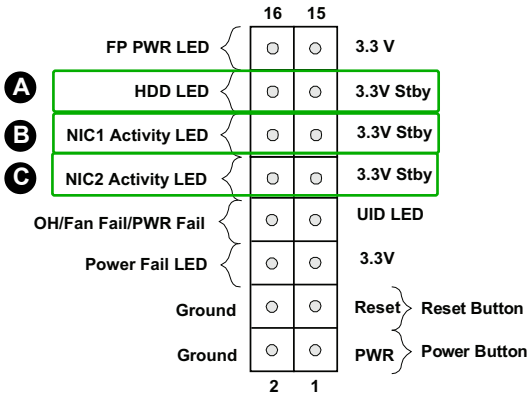 16 15
FP PWR LED 3.3 V
A HDD LED 3.3V Stby
B NIC1 Activity LED 3.3V Stby
C NIC2 Activity LED 3.3V Stby
OH/Fan Fail/PWR Fail UID LED
Power Fail LED 3.3V
Ground Reset Reset Button
Ground PWR Power Button
2 1